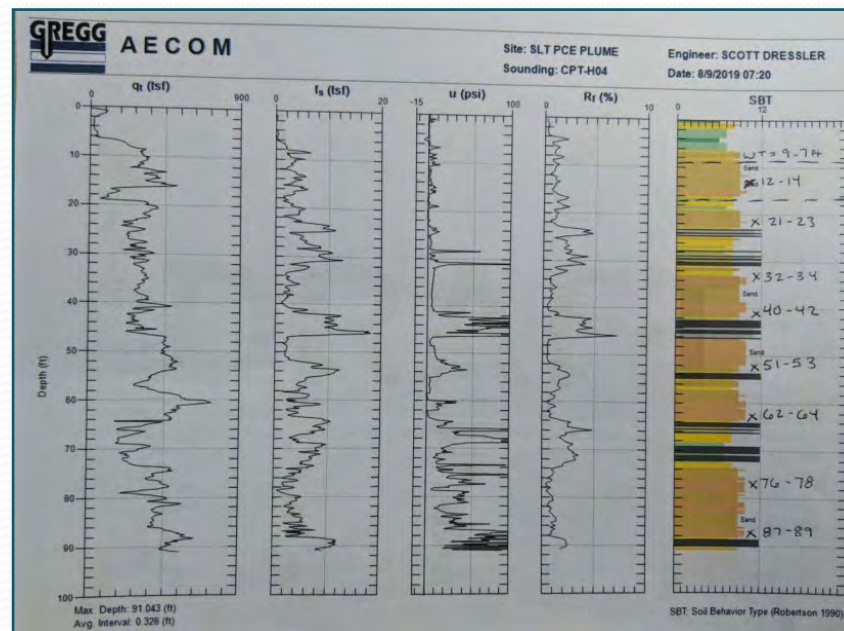 GREGG
AECOM
Site: SLT PCE PLUME
Sounding: CPT-H04
Engineer: SCOTT DRESSLER
Date: 8/9/2019 07:20
qt (tsf)
fs (tsf)
u (psi)
Rf (%)
SBT
0
900
0
20
-15
100
0
10
0
12
0
10
20
30
40
50
60
70
80
90
100
Depth (ft)
WT = 9-7 ft
Sand
x 12-14
x 21-23
x 32-34
Sand
x 40-42
Sand
x 51-53
x 62-64
x 76-78
Sand
x 87-89
Max. Depth: 91.043 (ft)
Avg. Interval: 0.328 (ft)
SBT: Soil Behavior Type (Robertson 1990)